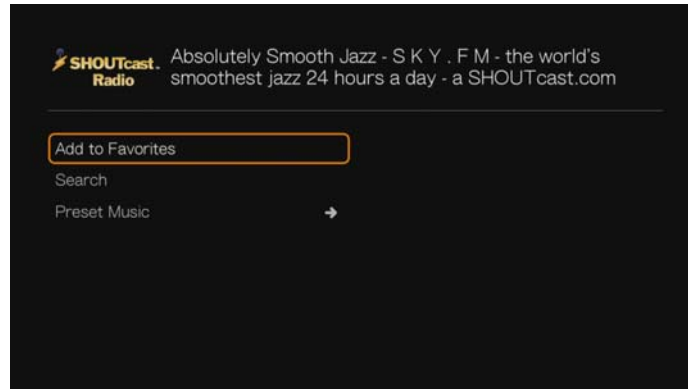 SHOUTcast
Radio
Absolutely Smooth Jazz - S K Y . F M - the world's
smoothest jazz 24 hours a day - a SHOUTcast.com
Add to Favorites
Search
Preset Music